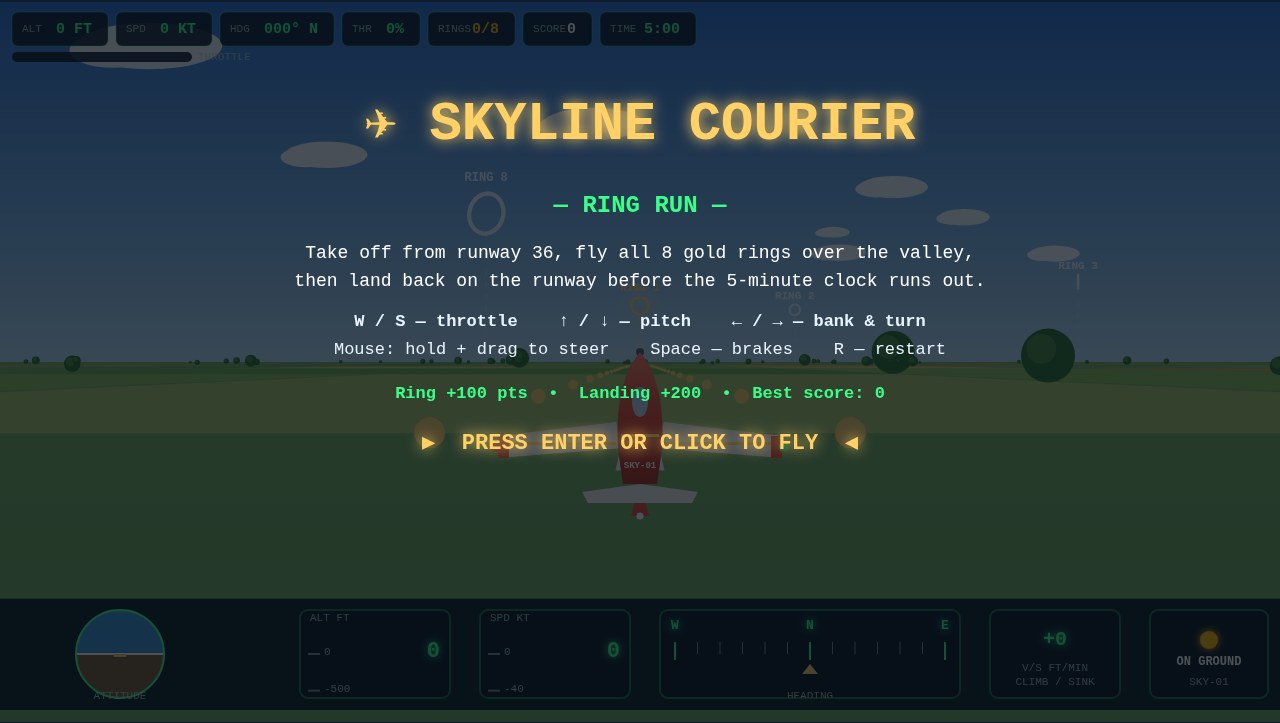 ALT 0 FT SPD 0 KT HDG 000° N THR 0% RINGS 0/8 SCORE 0 TIME 5:00
THROTTLE
✈ SKYLINE COURIER
RING 8
— RING RUN —
Take off from runway 36, fly all 8 gold rings over the valley,
then land back on the runway before the 5-minute clock runs out.
RING 3
RING 2
W / S — throttle ↑ / ↓ — pitch ← / → — bank & turn
Mouse: hold + drag to steer Space — brakes R — restart
Ring +100 pts • Landing +200 • Best score: 0
► PRESS ENTER OR CLICK TO FLY ◄
SKY-01
ATTITUDE
ALT FT
0
0
-500
SPD KT
0
0
-40
W N E
HEADING
+0
V/S FT/MIN
CLIMB / SINK
ON GROUND
SKY-01